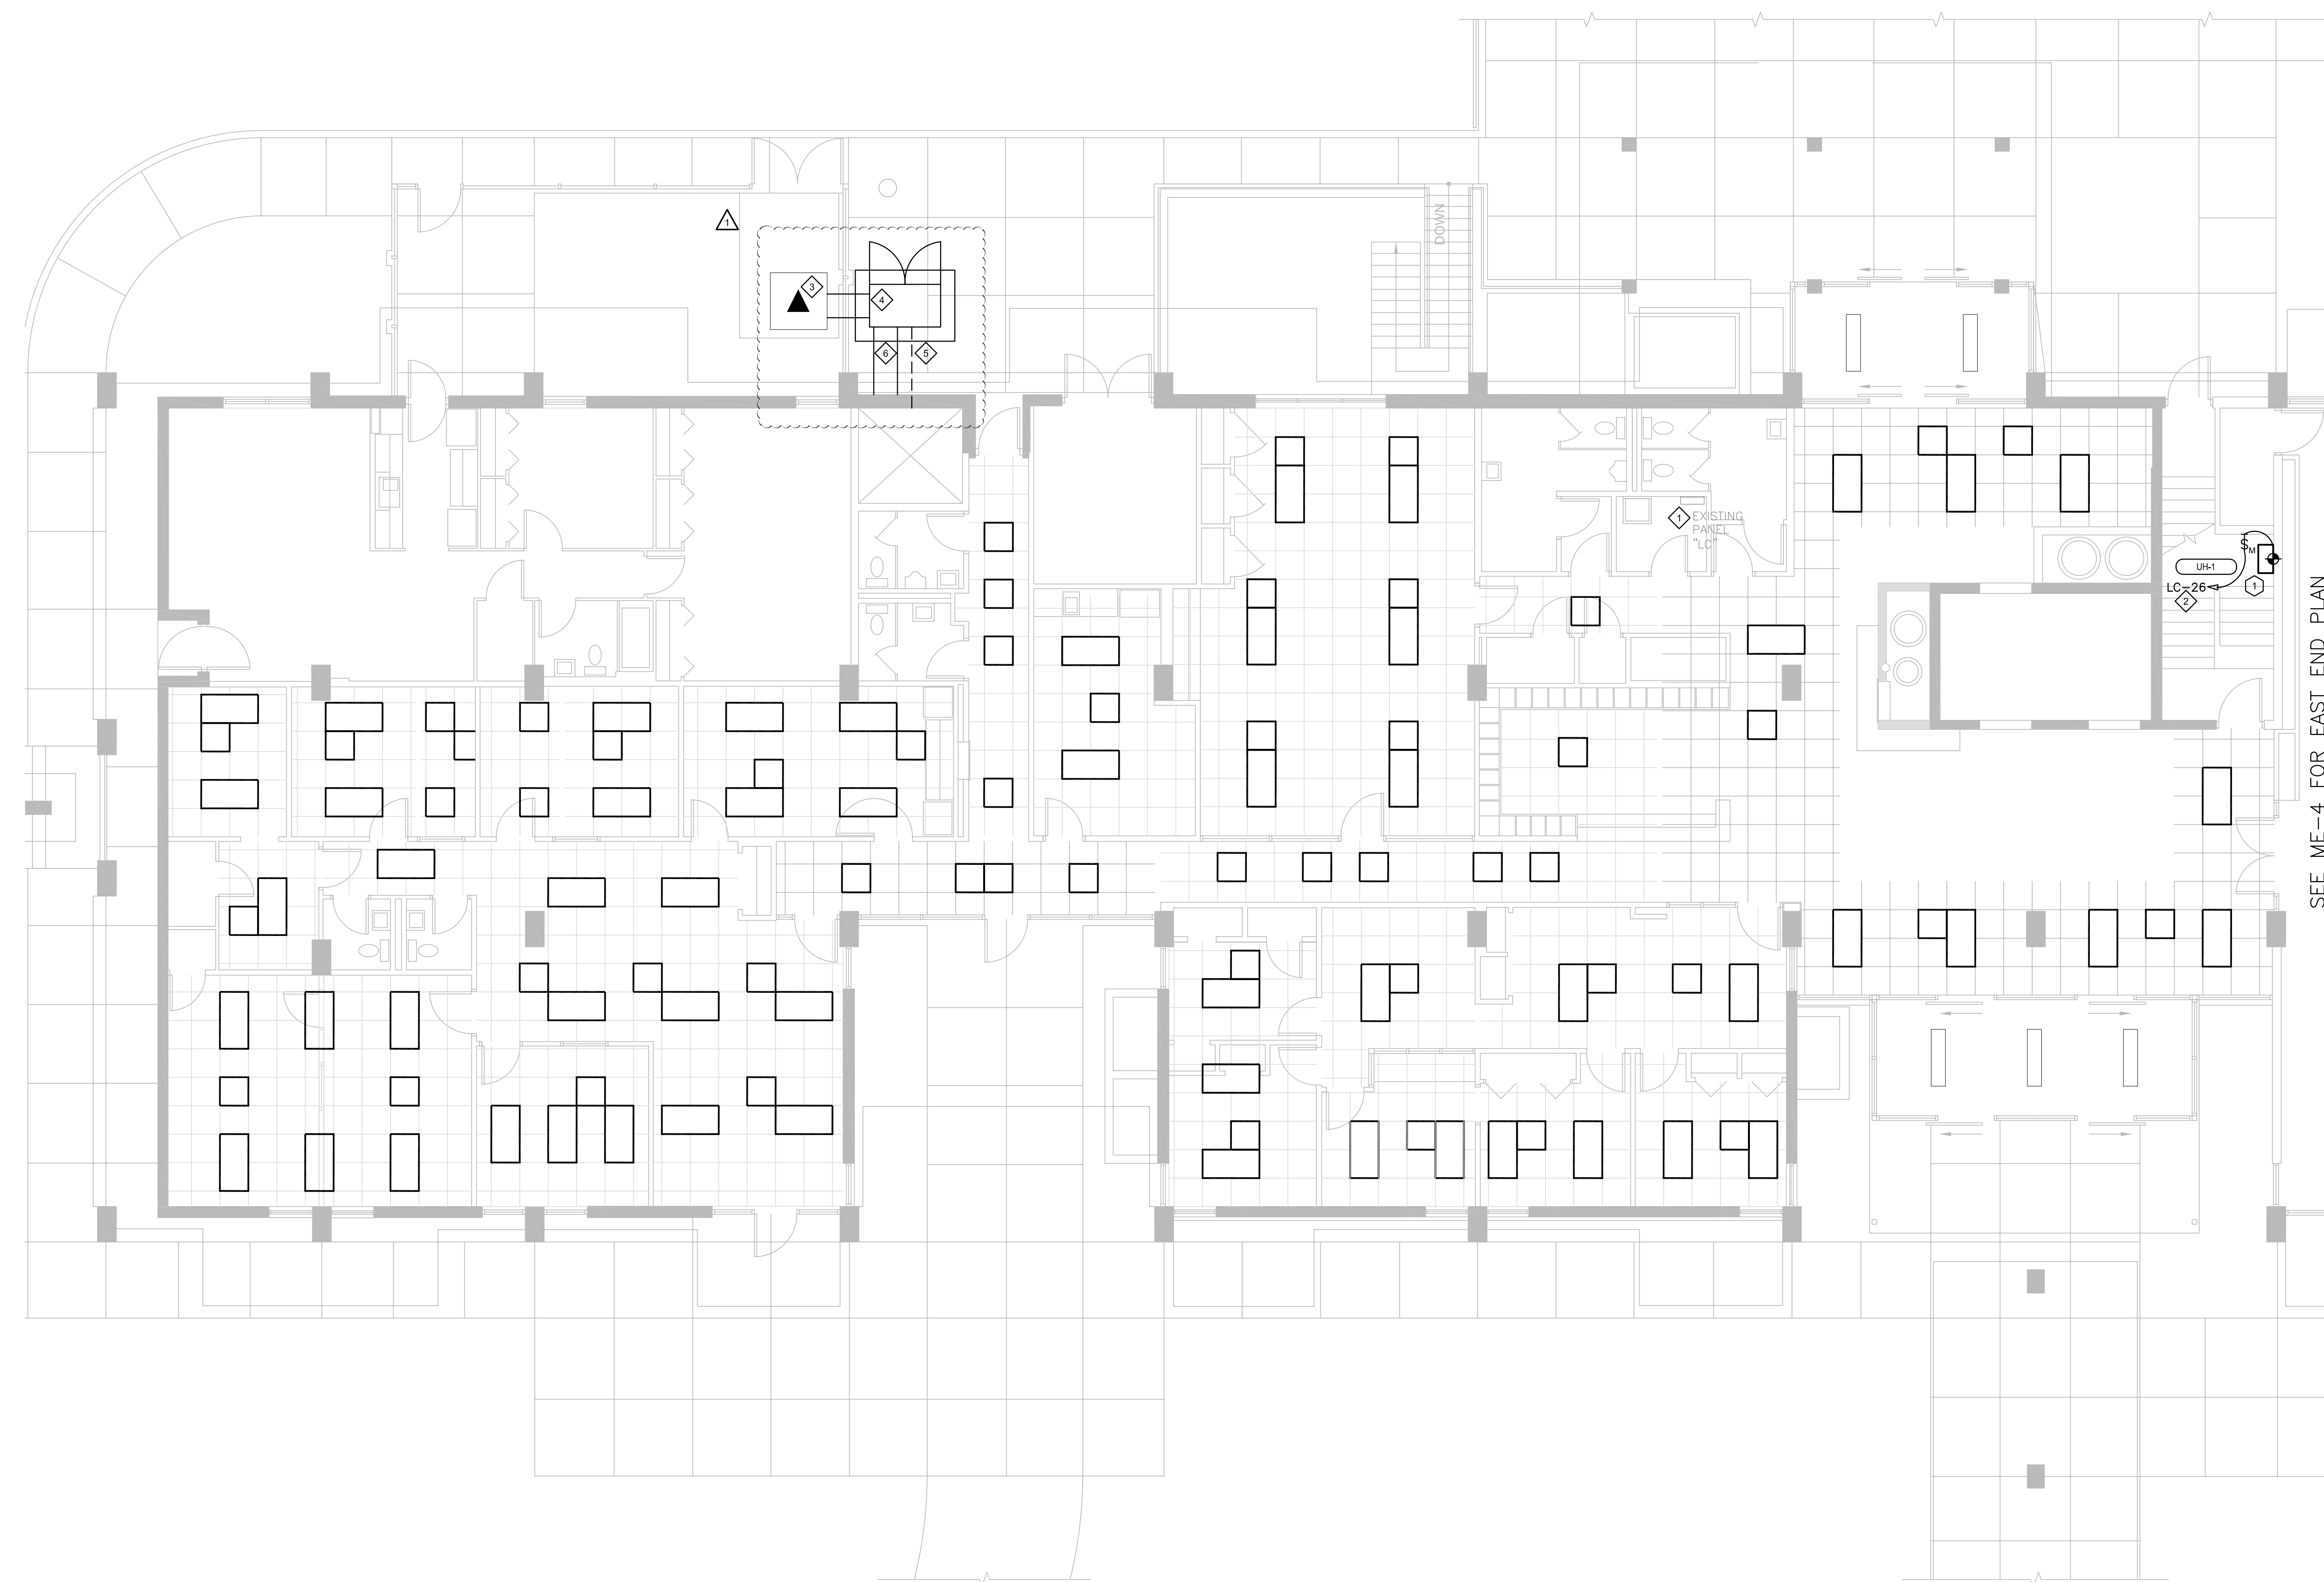 DOWN
1
3
4
6
5
1
EXISTING
PANEL
"LC"
S
M
UH-1
LC-26
1
2
SEE ME-4 FOR EAST END PLAN